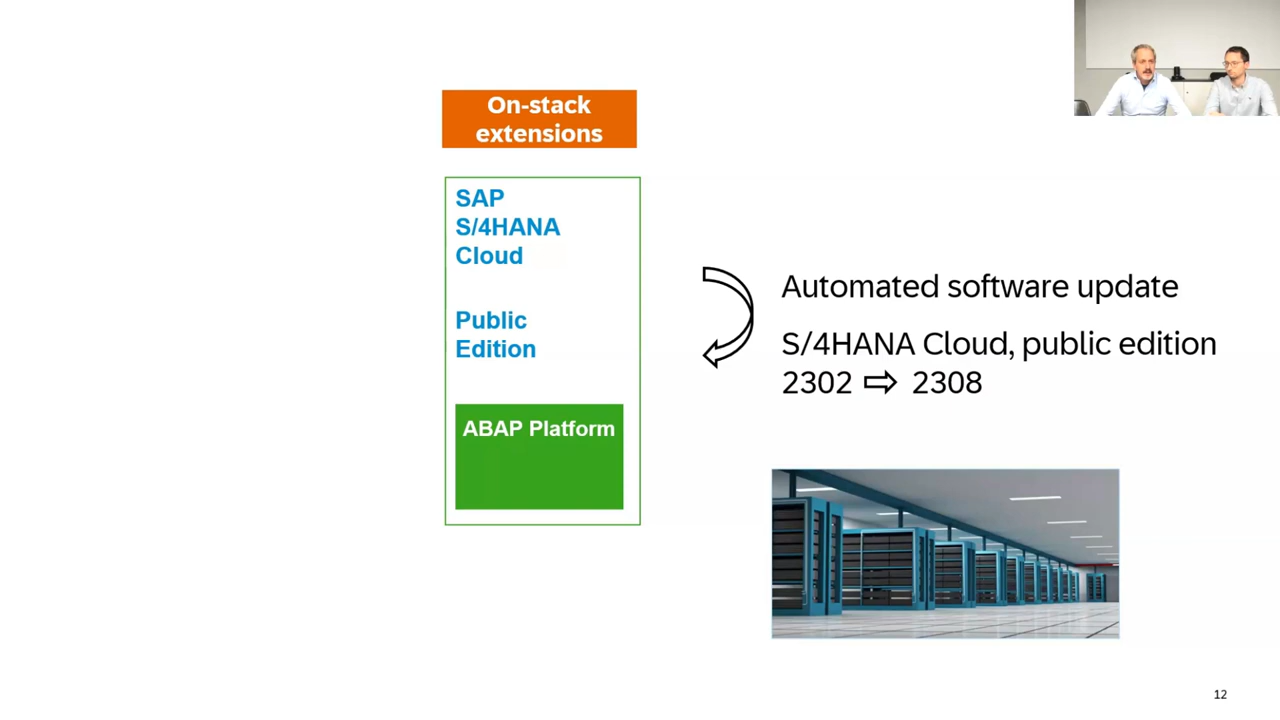 On-stack
extensions
SAP
S/4HANA
Cloud
Public
Edition
ABAP Platform
Automated software update
S/4HANA Cloud, public edition
2302 ⇨ 2308
12